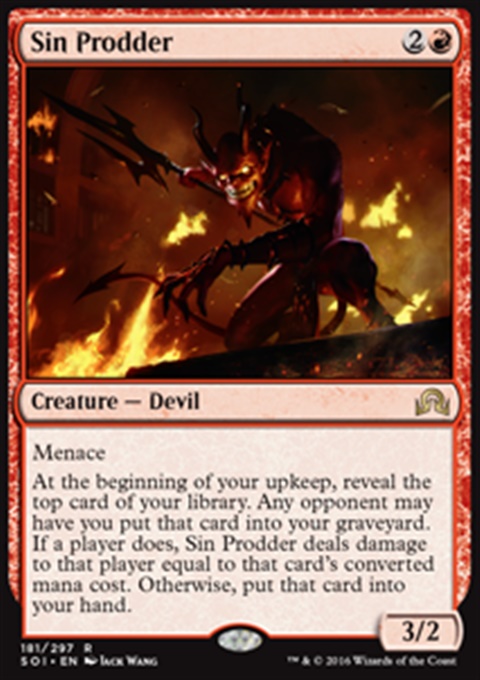 Sin Prodder 2
Creature — Devil
Menace
At the beginning of your upkeep, reveal the
top card of your library. Any opponent may
have you put that card into your graveyard.
If a player does, Sin Prodder deals damage
to that player equal to that card's converted
mana cost. Otherwise, put that card into
your hand.
3/2
181/297 R
SOI • EN Jack Wang
™ & © 2016 Wizards of the Coast